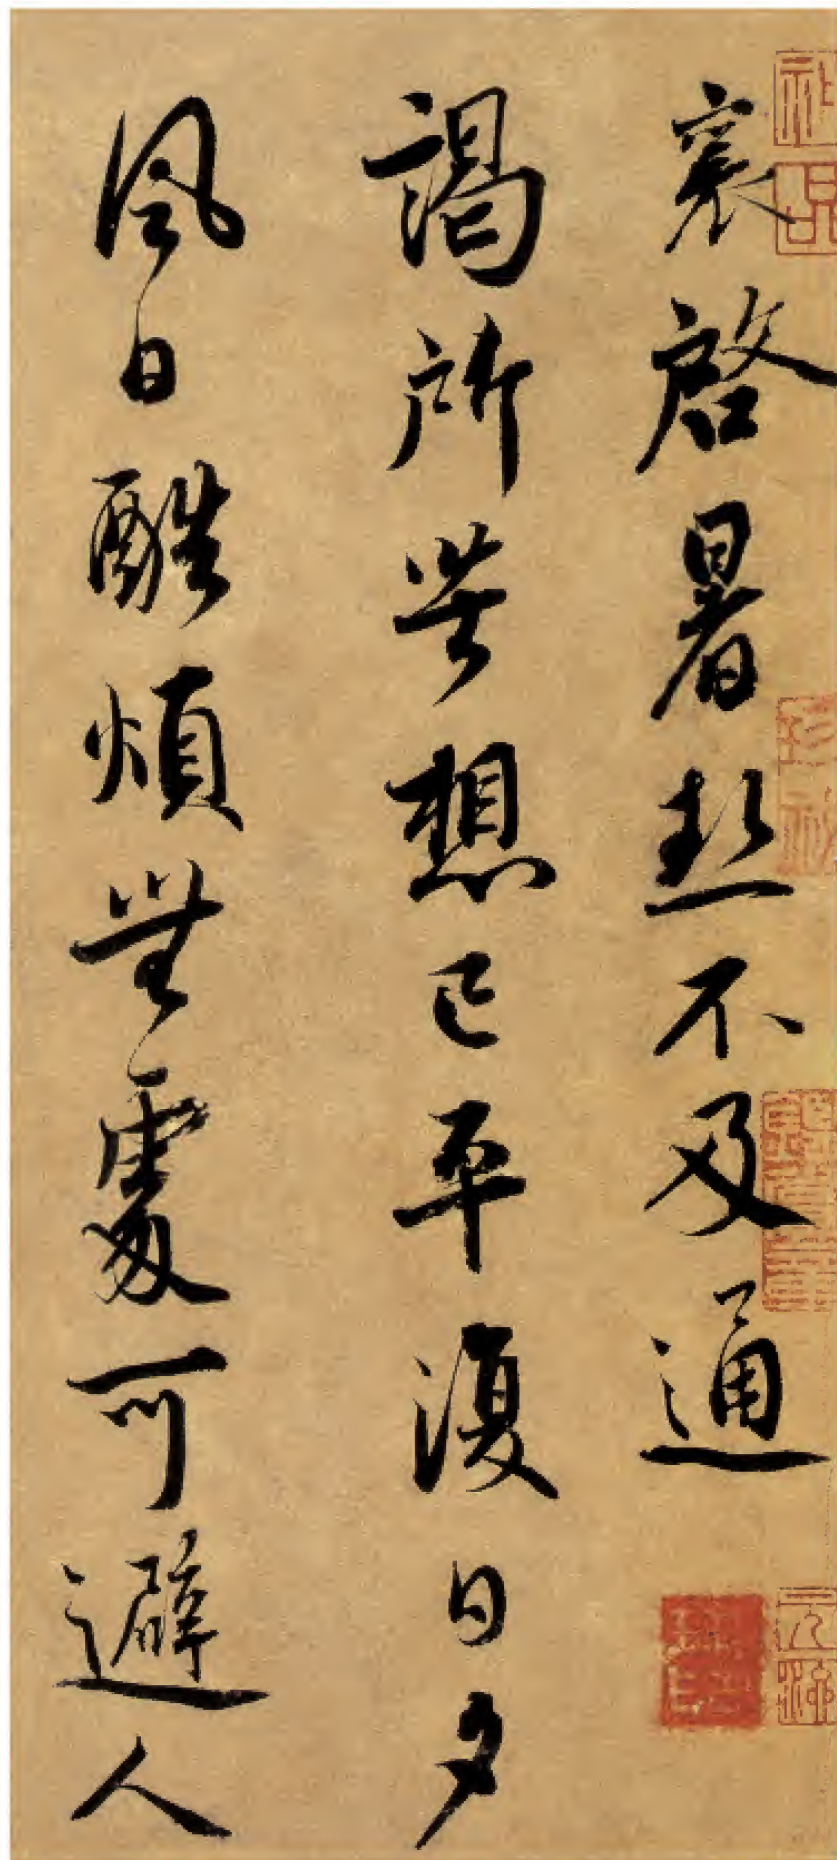 襄啓暑熱不及通
謁所苦想已平復日夕
風日酷煩無處可避人